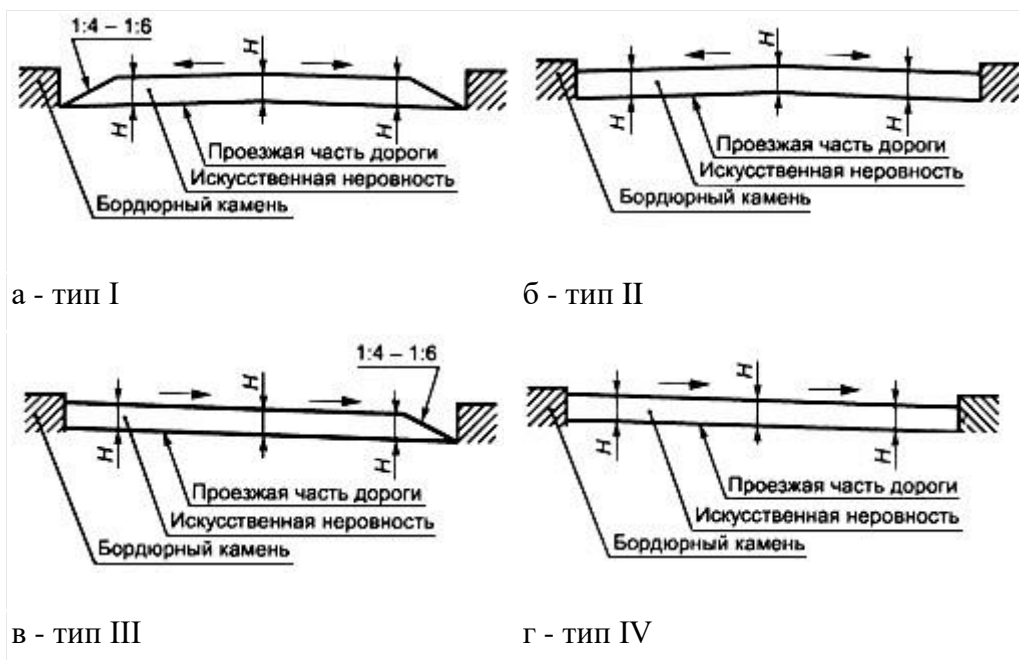 1:4 – 1:6
H
H
H
Проезжая часть дороги
Искусственная неровность
Бордюрный камень
а - тип I
H
H
H
Проезжая часть дороги
Искусственная неровность
Бордюрный камень
б - тип II
1:4 – 1:6
H
H
H
Проезжая часть дороги
Искусственная неровность
Бордюрный камень
в - тип III
H
H
H
Проезжая часть дороги
Искусственная неровность
Бордюрный камень
г - тип IV